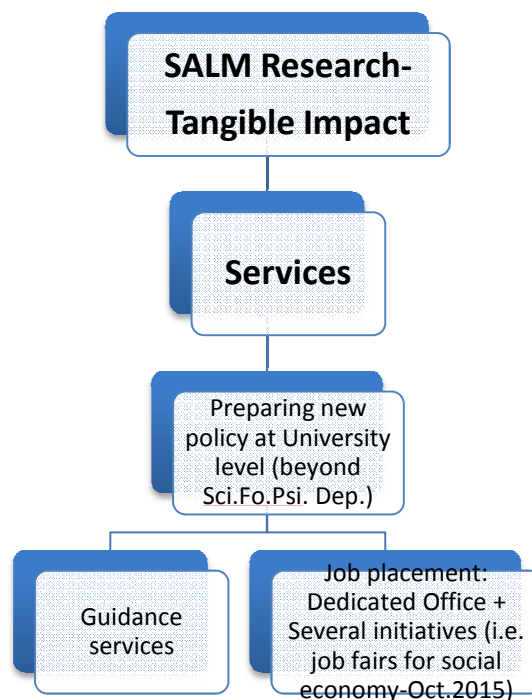 SALM Research-
Tangible Impact
Services
Preparing new
policy at University
level (beyond
Sci.Fo.Psi. Dep.)
Guidance
services
Job placement:
Dedicated Office +
Several initiatives (i.e.
job fairs for social
economy-Oct.2015)